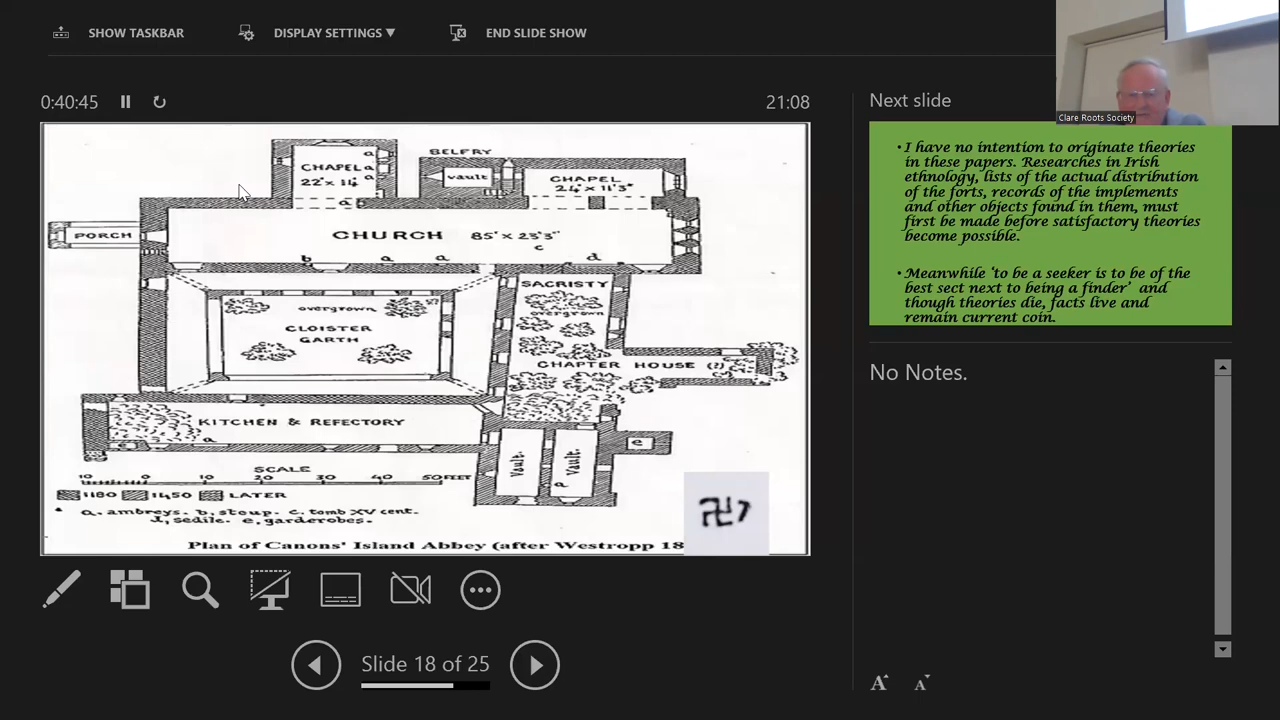 SHOW TASKBAR
DISPLAY SETTINGS ▼
END SLIDE SHOW
Clare Roots Society
0:40:45
21:08
Next slide
BELFRY
CHAPEL
22' x 14'
vault
CHAPEL
24' x 11'3"
a
a
a
a
PORCH
CHURCH 85' x 23'3"
c
b a a d
SACRISTY
overgrown
overgrown
CLOISTER
GARTH
CHAPTER HOUSE (?)
KITCHEN & REFECTORY
a
e
e
vault.
vault.
a
SCALE
10 0 10 20 30 40 50 FEET
1180 1450 LATER
a. ambreys. b. stoup. c. tomb XV cent.
d, sedile. e, garderobes.
Plan of Canons' Island Abbey (after Westropp 18
• I have no intention to originate theories
in these papers. Researches in Irish
ethnology, lists of the actual distribution
of the forts, records of the implements
and other objects found in them, must
first be made before satisfactory theories
become possible.
• Meanwhile 'to be a seeker is to be of the
best sect next to being a finder' and
though theories die, facts live and
remain current coin.
No Notes.
Slide 18 of 25
A A